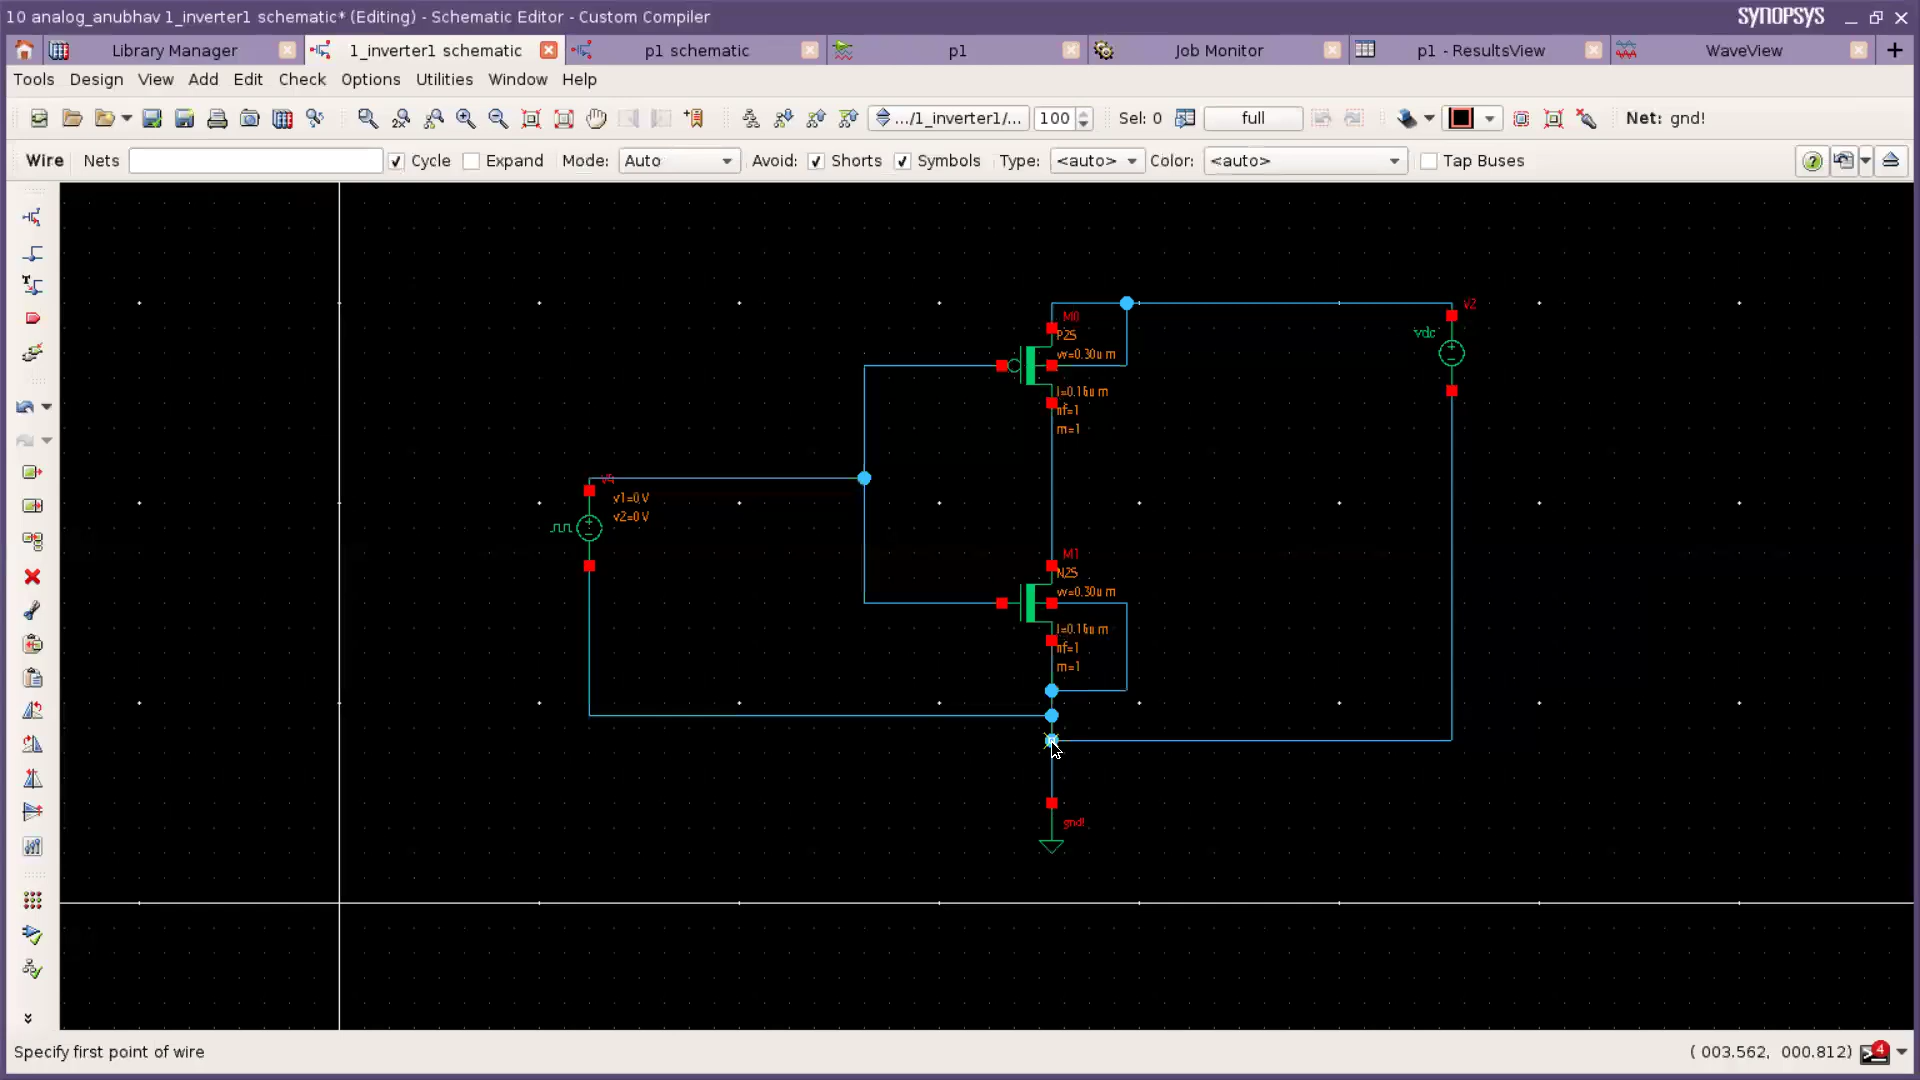 10 analog_anubhav 1_inverter1 schematic* (Editing) - Schematic Editor - Custom Compiler
SYNOPSYS
Library Manager
1_inverter1 schematic
p1 schematic
p1
Job Monitor
p1 - ResultsView
WaveView
Tools Design View Add Edit Check Options Utilities Window Help
.../1_inverter1/... 100 Sel: 0 full Net: gnd!
Wire Nets Cycle Expand Mode: Auto Avoid: Shorts Symbols Type: <auto> Color: <auto> Tap Buses
V2
vdc
M0
P25
w=0.30u m
l=0.16u m
nf=1
m=1
v1=0 V
v2=0 V
M1
N25
w=0.30u m
l=0.16u m
nf=1
m=1
gnd!
Specify first point of wire
( 003.562, 000.812)
4